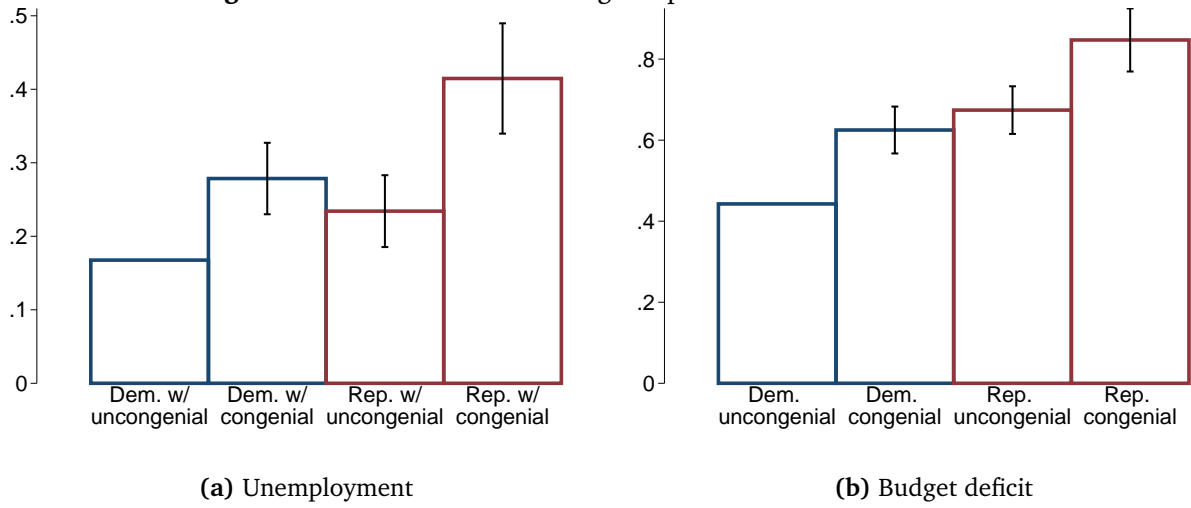 .5
.4
.3
.2
.1
0
Dem. w/ uncongenial
Dem. w/ congenial
Rep. w/ uncongenial
Rep. w/ congenial
(a) Unemployment
.8
.6
.4
.2
0
Dem. uncongenial
Dem. congenial
Rep. uncongenial
Rep. congenial
(b) Budget deficit